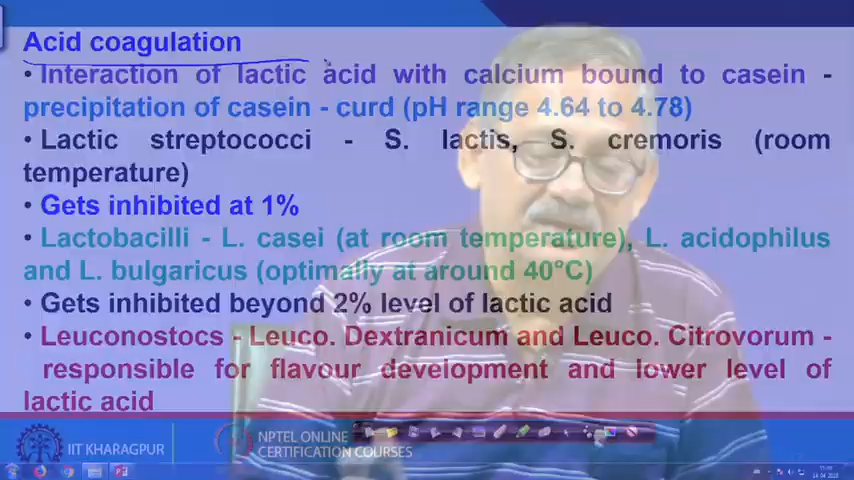 Acid coagulation
• Interaction of lactic acid with calcium bound to casein -
precipitation of casein - curd (pH range 4.64 to 4.78)
• Lactic streptococci - S. lactis, S. cremoris (room
temperature)
• Gets inhibited at 1%
• Lactobacilli - L. casei (at room temperature), L. acidophilus
and L. bulgaricus (optimally at around 40°C)
• Gets inhibited beyond 2% level of lactic acid
• Leuconostocs - Leuco. Dextranicum and Leuco. Citrovorum -
responsible for flavour development and lower level of
lactic acid
IIT KHARAGPUR
NPTEL ONLINE
CERTIFICATION COURSES